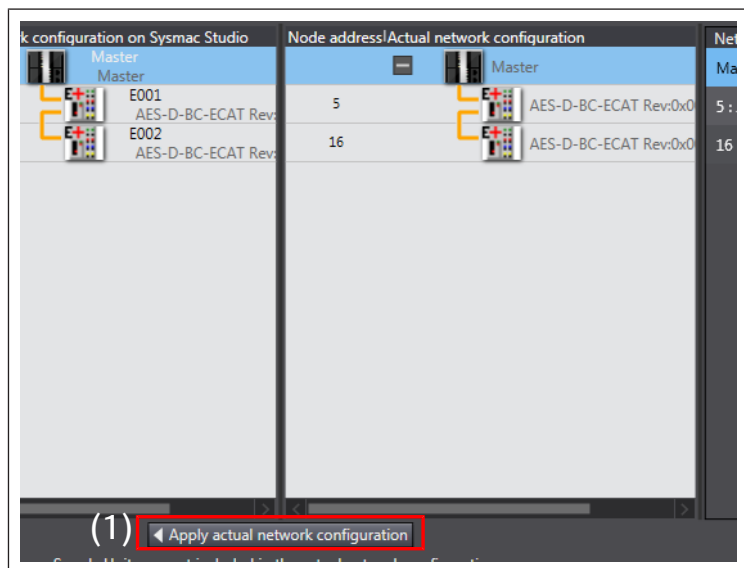 k configuration on Sysmac Studio
Node address Actual network configuration
Net
Master
Master
Master
Ma
E001
AES-D-BC-ECAT Rev:
5
AES-D-BC-ECAT Rev:0x0
5:
E002
AES-D-BC-ECAT Rev:
16
AES-D-BC-ECAT Rev:0x0
16
(1)
Apply actual network configuration